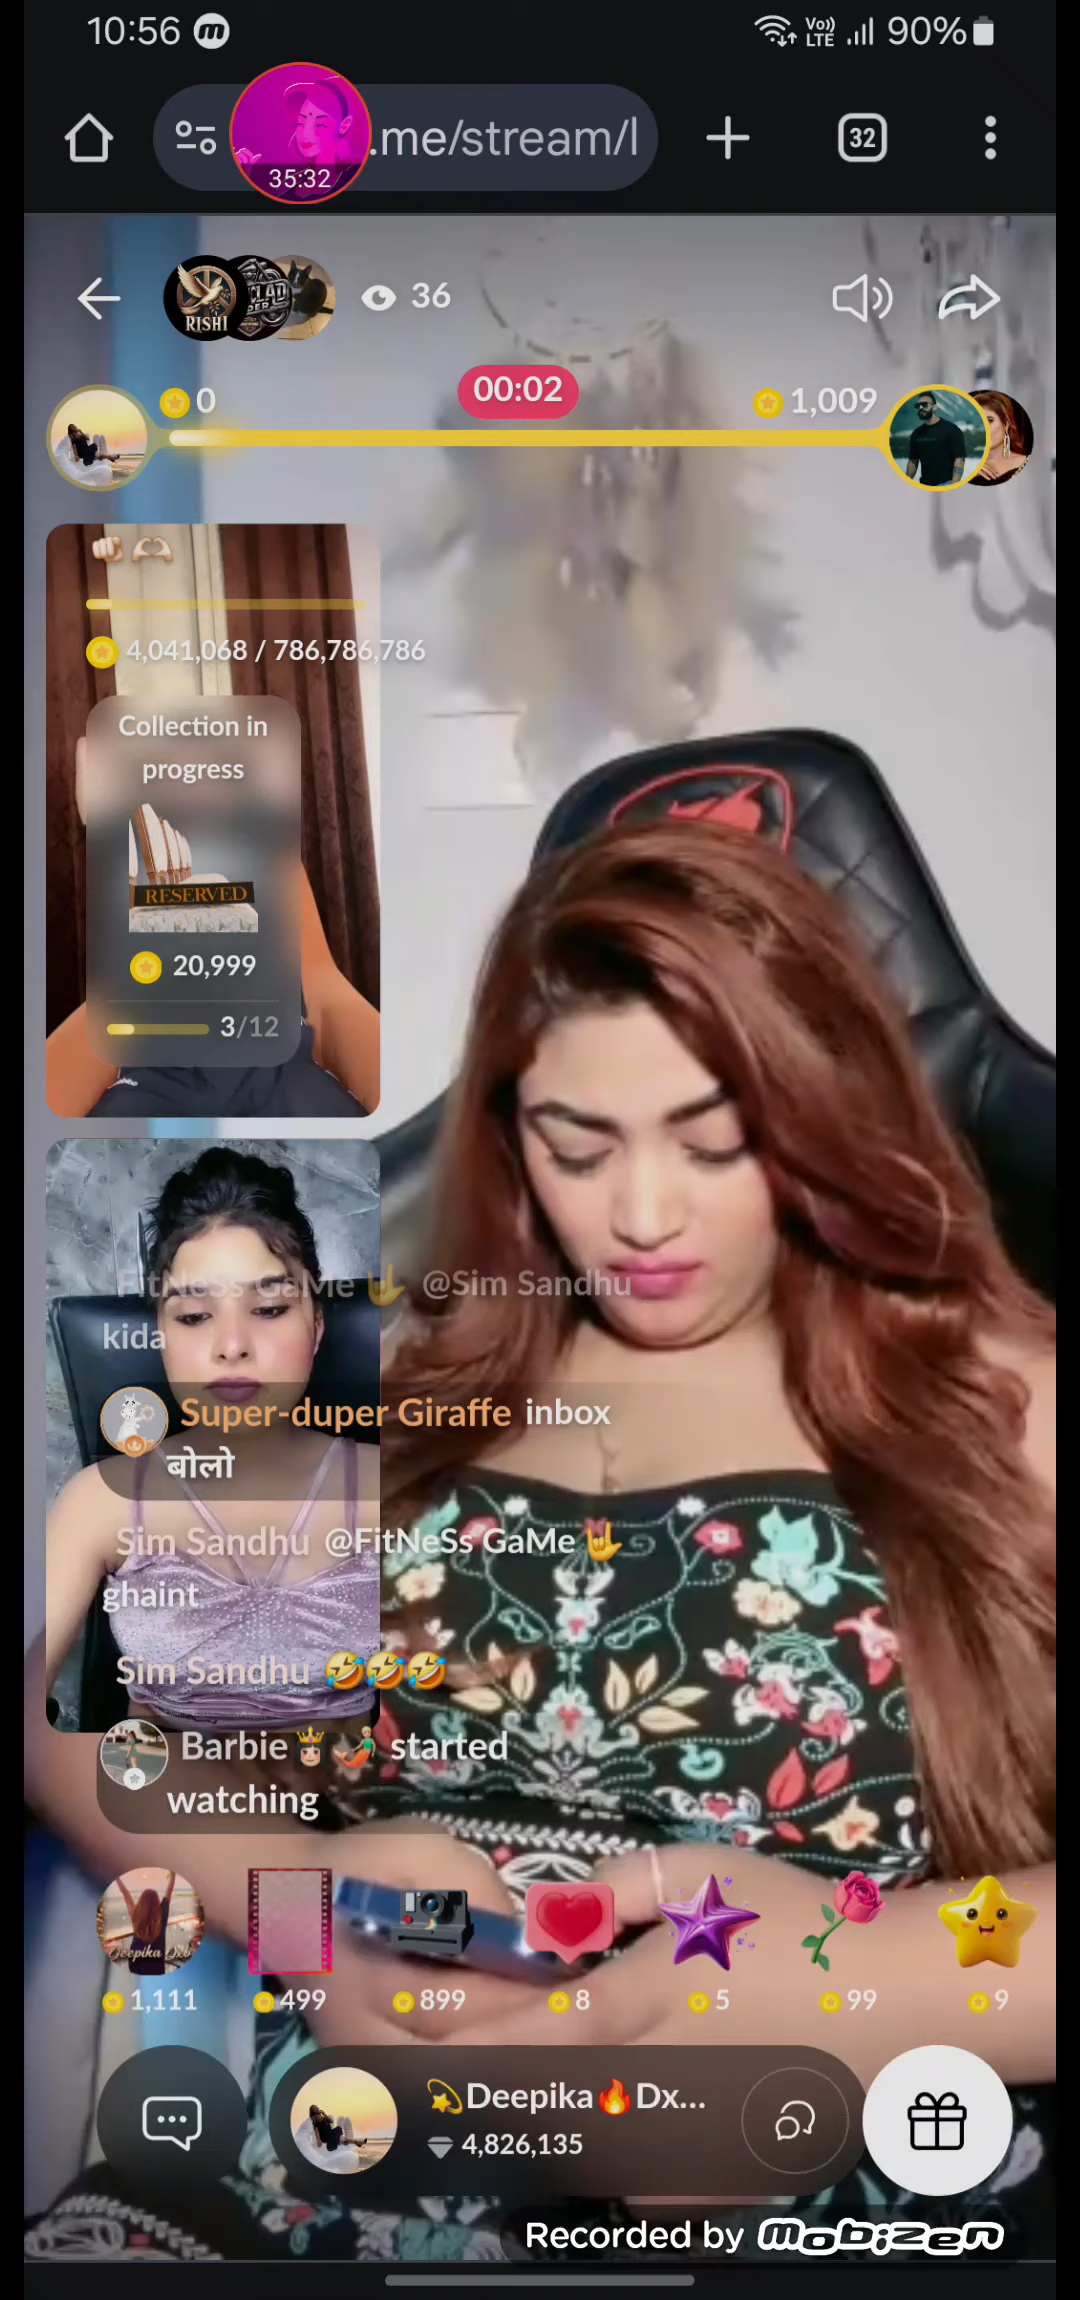 10:56
Vo))
LTE
90%
35:32
.me/stream/l
32
RISHI
CLAD
36
0
00:02
1,009
4,041,068 / 786,786,786
Collection in
progress
RESERVED
20,999
3/12
FitNeSs GaMe 🤟 @Sim Sandhu
kida
Super-duper Giraffe inbox
बोलो
Sim Sandhu @FitNeSs GaMe 🤟
ghaint
Sim Sandhu 🤣🤣🤣
Barbie👸🧜‍♀️ started
watching
1,111
499
899
8
5
99
9
💫Deepika🔥Dx...
4,826,135
Recorded by mobizen